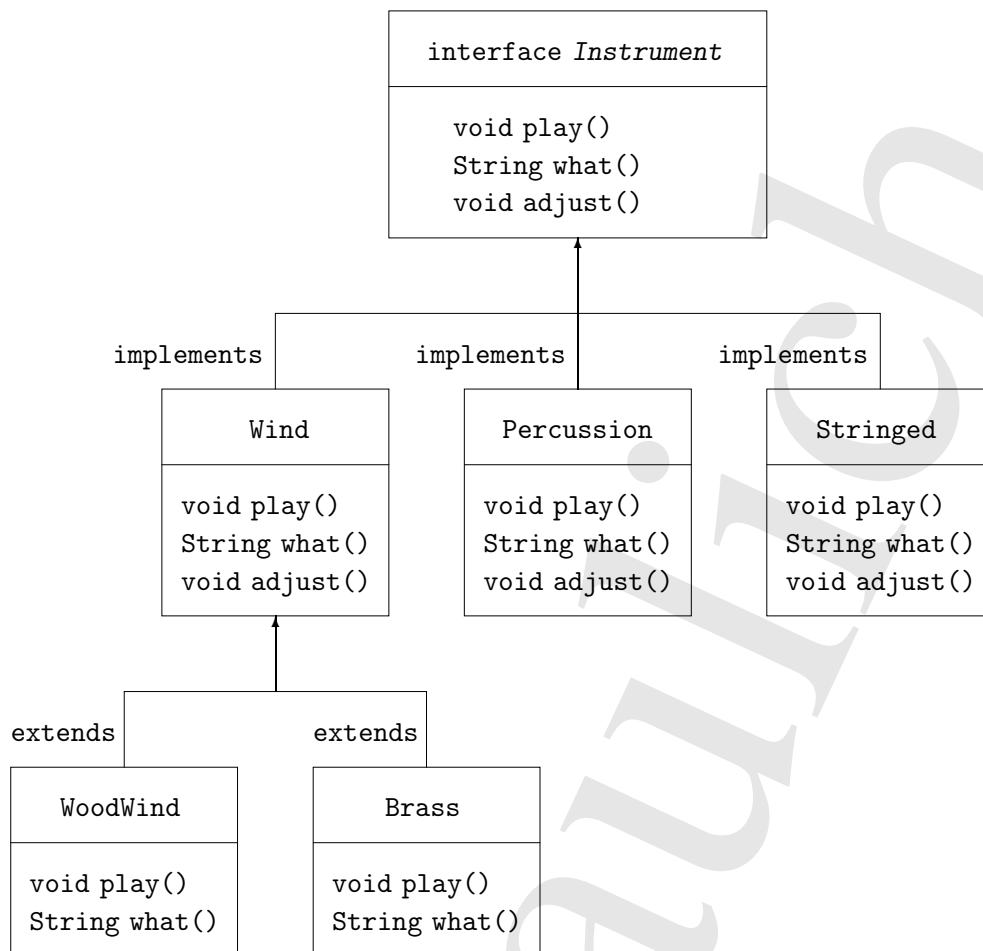 interface Instrument
void play()
String what()
void adjust()
implements
implements
implements
Wind
Percussion
Stringed
void play()
String what()
void adjust()
void play()
String what()
void adjust()
void play()
String what()
void adjust()
extends
extends
WoodWind
Brass
void play()
String what()
void play()
String what()